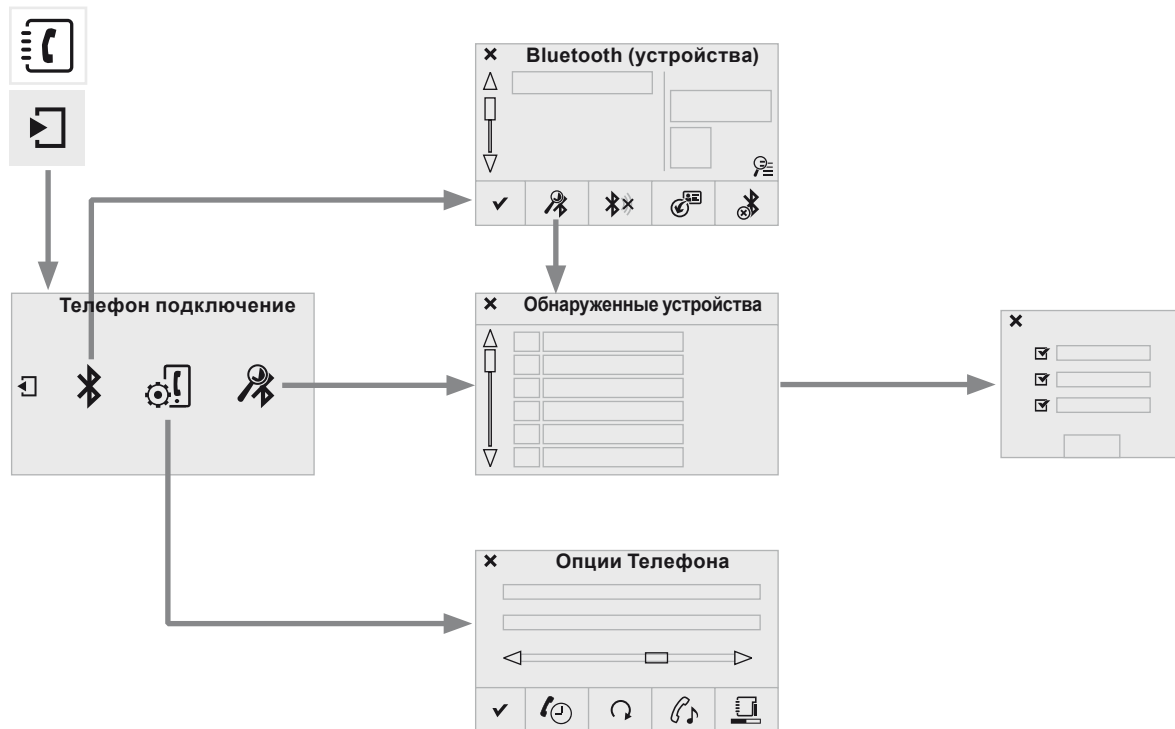 Bluetooth (устройства)
Телефон подключение
Обнаруженные устройства
Опции Телефона